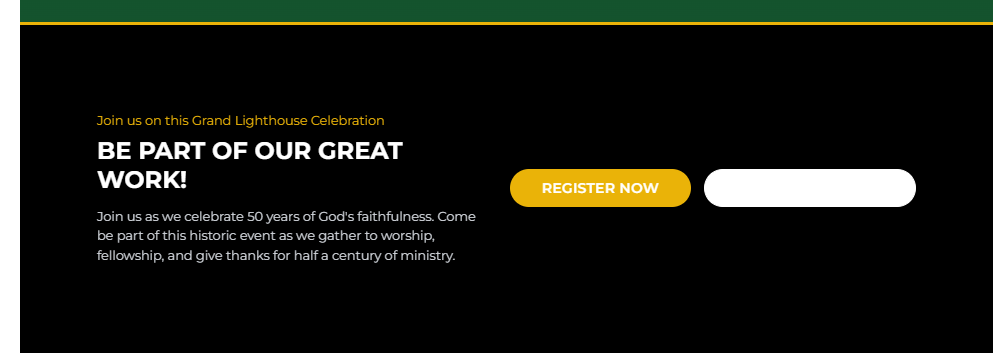 Join us on this Grand Lighthouse Celebration
BE PART OF OUR GREAT
WORK!
Join us as we celebrate 50 years of God's faithfulness. Come
be part of this historic event as we gather to worship,
fellowship, and give thanks for half a century of ministry.
REGISTER NOW